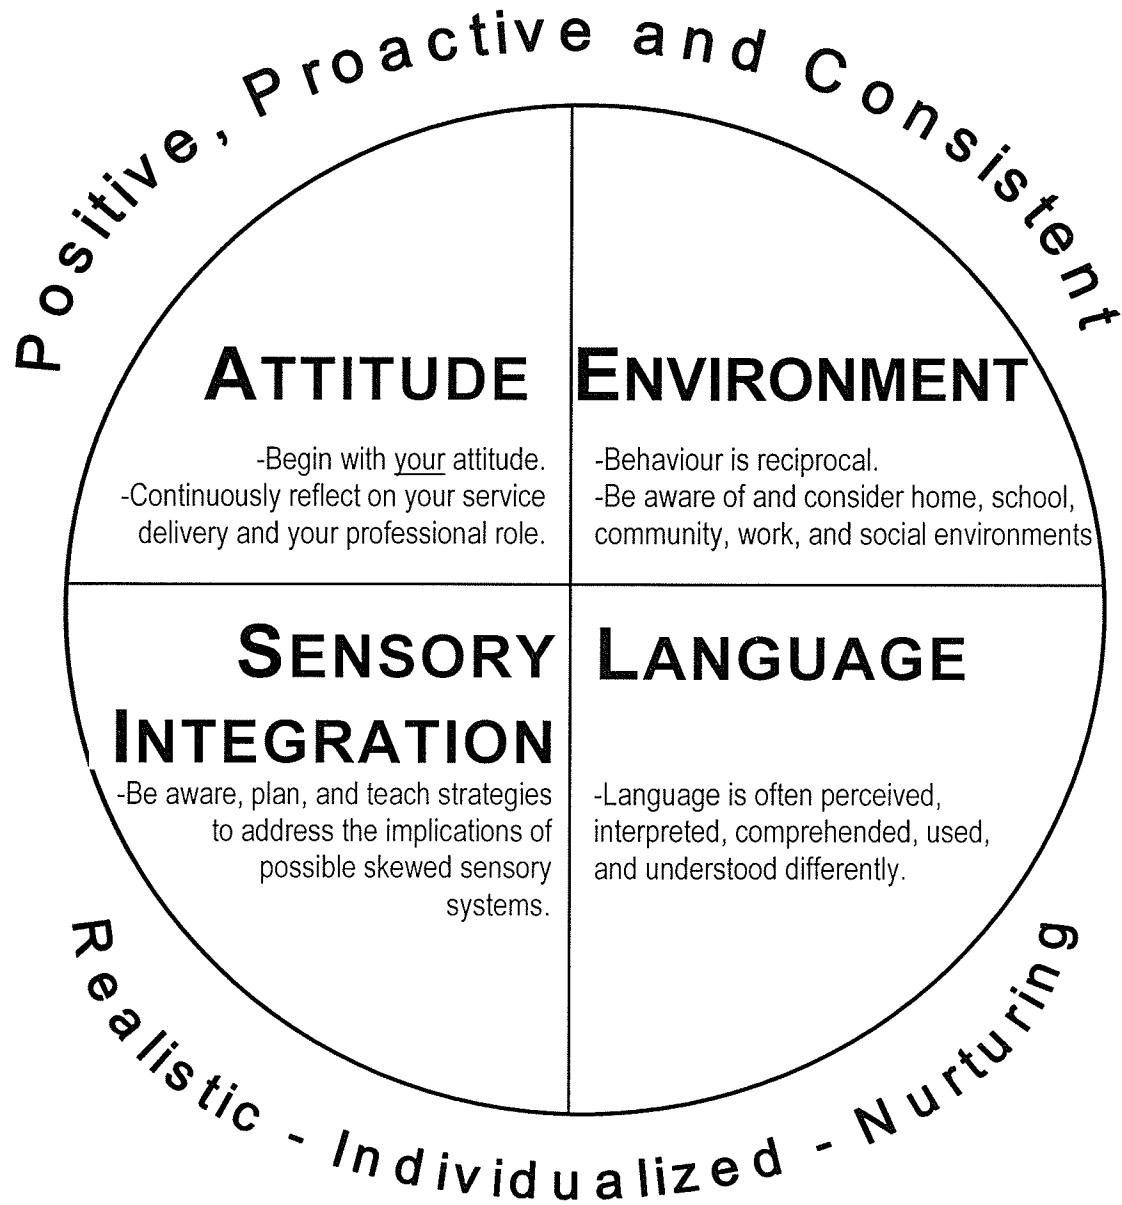 Positive, Proactive and Consistent
ATTITUDE
-Begin with your attitude.
-Continuously reflect on your service
delivery and your professional role.
ENVIRONMENT
-Behaviour is reciprocal.
-Be aware of and consider home, school,
community, work, and social environments
SENSORY
INTEGRATION
-Be aware, plan, and teach strategies
to address the implications of
possible skewed sensory
systems.
LANGUAGE
-Language is often perceived,
interpreted, comprehended, used,
and understood differently.
Realistic - Individualized - Nurturing